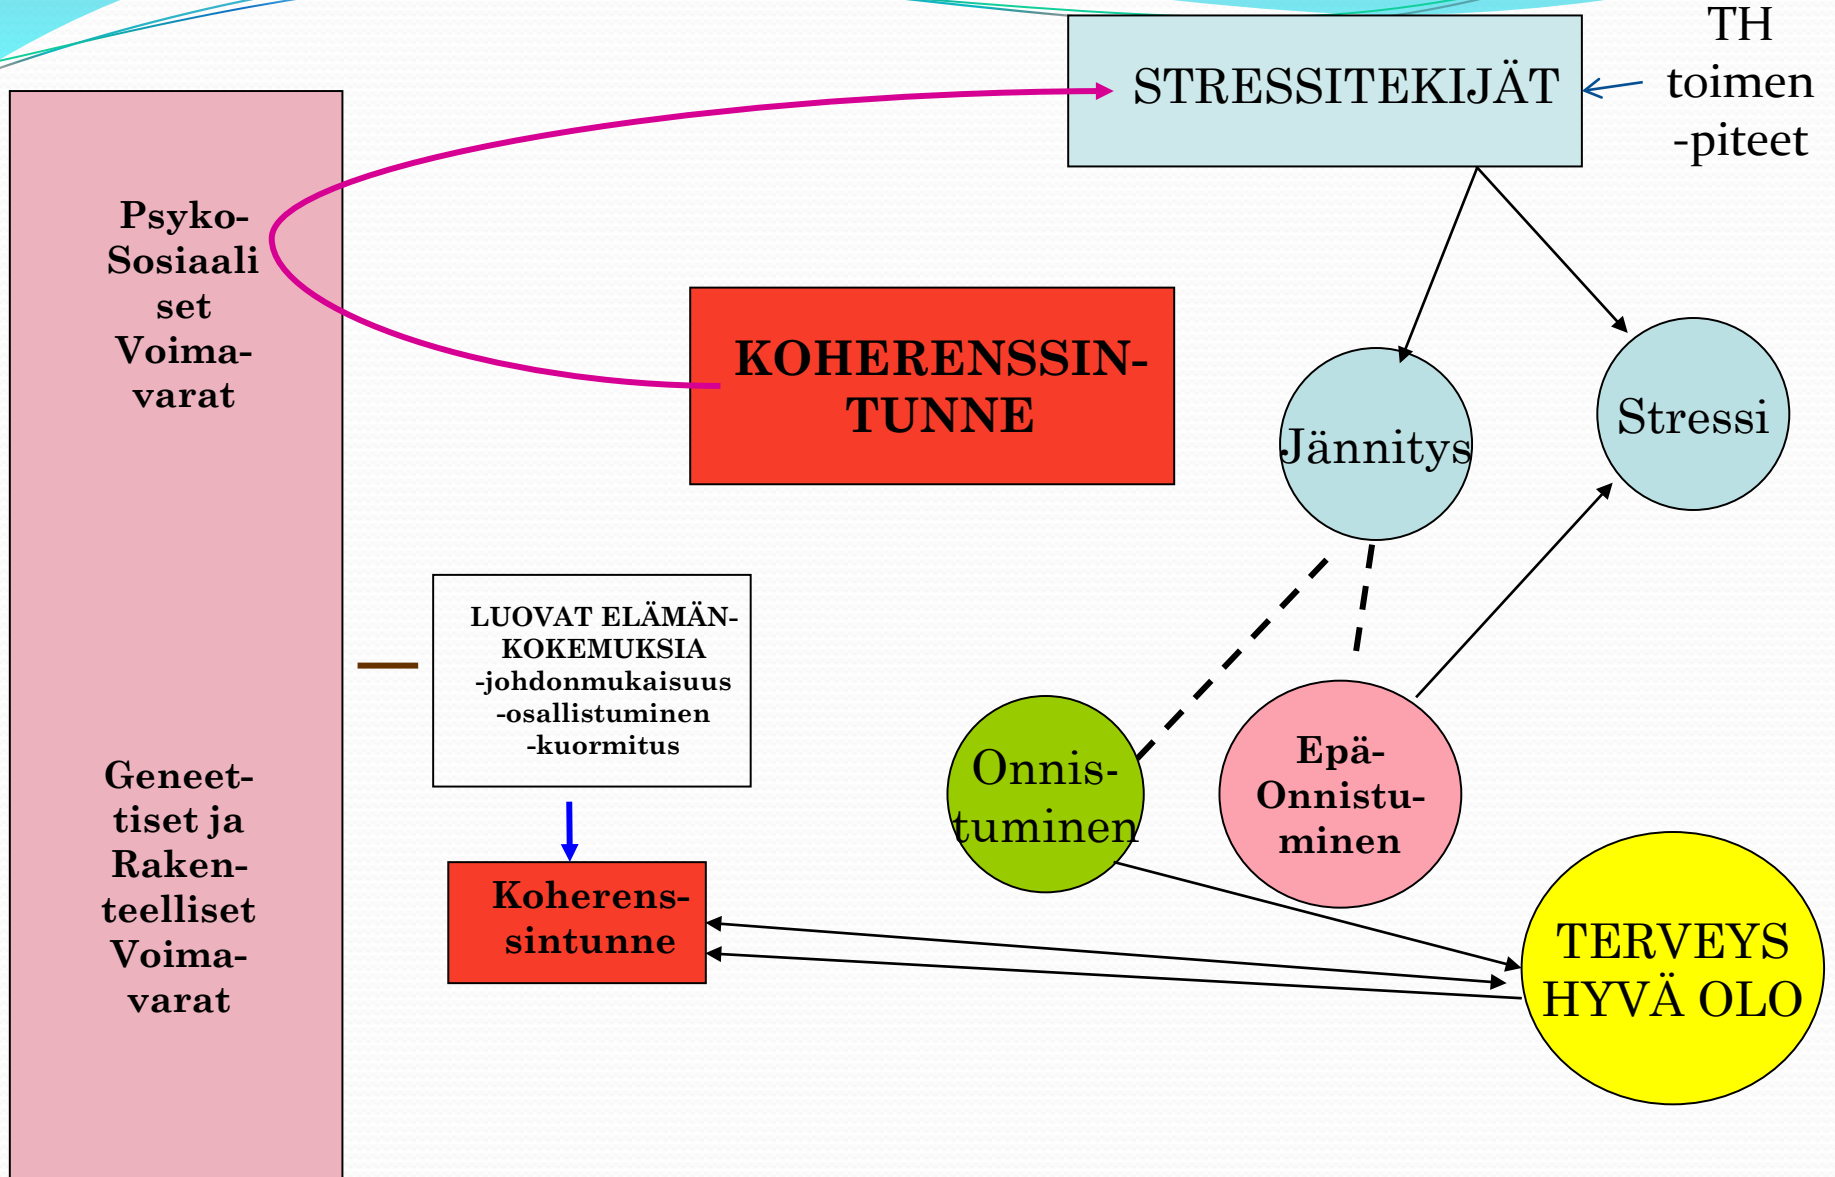 TH
toimen
-piteet
STRESSITEKIJÄT
Psyko-
Sosiaali
set
Voima-
varat
KOHERENSSIN-
TUNNE
Jännitys
Stressi
LUOVAT ELÄMÄN-
KOKEMUKSIA
-johdonmukaisuus
-osallistuminen
-kuormitus
Geneet-
tiset ja
Raken-
teelliset
Voima-
varat
Onnis-
tuminen
Epä-
Onnistu-
minen
Koherens-
sintunne
TERVEYS
HYVÄ OLO